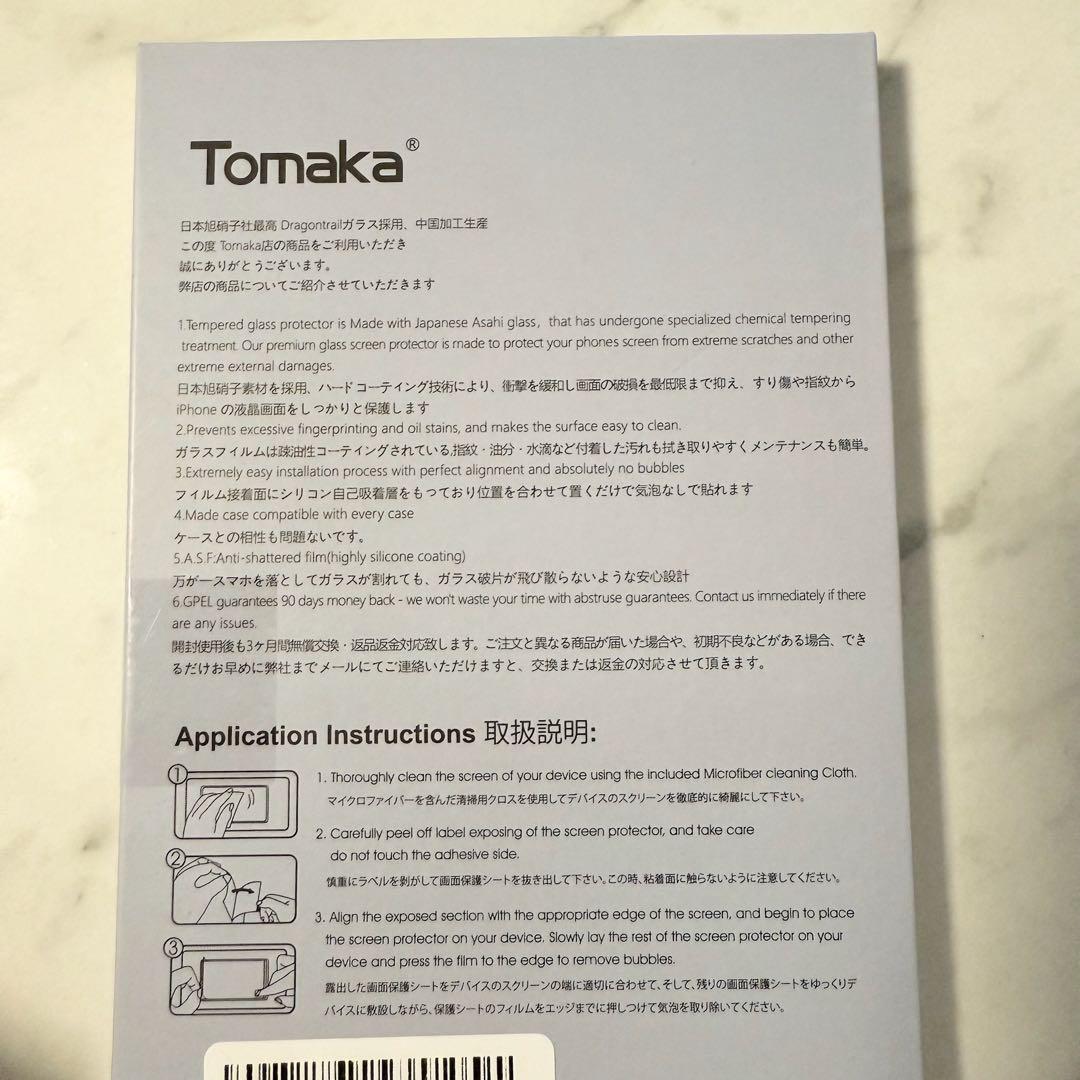 Tomaka®
日本旭硝子社最高 Dragontrailガラス採用、中国加工生産
この度 Tomaka店の商品をご利用いただき
誠にありがとうございます。
弊店の商品についてご紹介させていただきます
1.Tempered glass protector is Made with Japanese Asahi glass, that has undergone specialized chemical tempering
treatment. Our premium glass screen protector is made to protect your phones screen from extreme scratches and other
extreme external damages.
日本旭硝子素材を採用、ハードコーティング技術により、衝撃を緩和し画面の破損を最低限まで抑え、すり傷や指紋から
iPhone の液晶画面をしつかりと保護します
2.Prevents excessive fingerprinting and oil stains, and makes the surface easy to clean.
ガラスフイルムは疎油性コーティングされている,指紋・油分・水滴など付着した汚れも拭き取りやすくメンテナンスも簡単。
3.Extremely easy installation process with perfect alignment and absolutely no bubbles
フィルム接着面にシリコン自己吸着層をもつており位置を合わせて置くだけで気泡なしで貼れます
4.Made case compatible with every case
ケースとの相性も問題ないです。
5.A.S.F:Anti-shattered film(highly silicone coating)
万が一スマホを落としてガラスが割れても、ガラス破片が飛び散らないような安心設計
6.GPEL guarantees 90 days money back - we won't waste your time with abstruse guarantees. Contact us immediately if there
are any issues.
開封使用後も3ヶ月間無償交換・返品返金対応致します。ご注文と異なる商品が届いた場合や、初期不良などがある場合、でき
るだけお早めに弊社までメールにてご連絡いただけますと、交換または返金の対応させて頂きます。
Application Instructions 取扱説明:
1
1. Thoroughly clean the screen of your device using the included Microfiber cleaning Cloth.
マイクロファイバーを含んだ清掃用クロスを使用してデバイスのスクリーンを徹底的に綺麗にして下さい。
2
2. Carefully peel off label exposing of the screen protector, and take care
do not touch the adhesive side.
慎重にラベルを剥がして画面保護シートを抜き出して下さい。この時、粘着面に触らないように注意してください。
3
3. Align the exposed section with the appropriate edge of the screen, and begin to place
the screen protector on your device. Slowly lay the rest of the screen protector on your
device and press the film to the edge to remove bubbles.
露出した画面保護シートをデバイスのスクリーンの端に適切に合わせて、そして、残りの画面保護シートをゆっくりデ
バイスに敷設しながら、保護シートのフィルムをエッジまでに押しつけて気泡を取り除いてください。